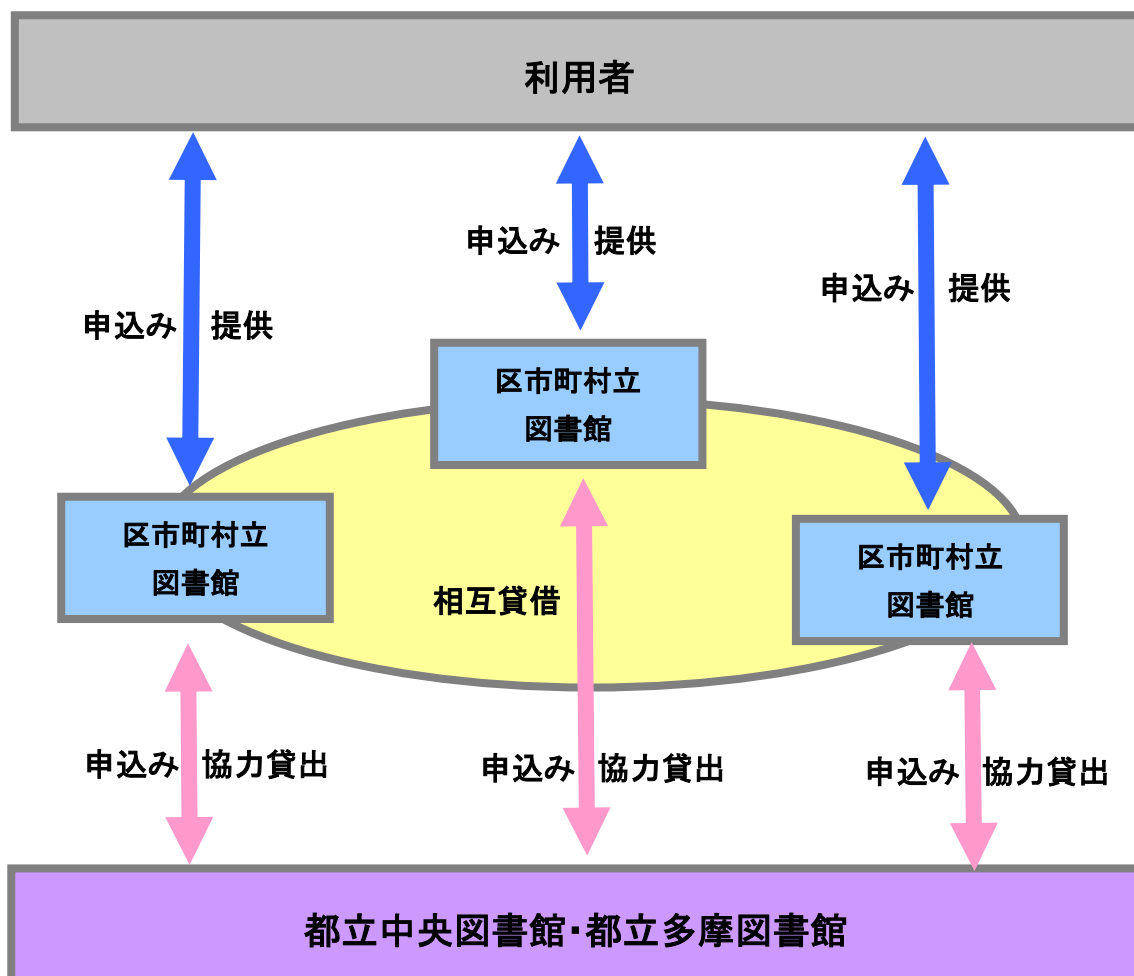 利用者
申込み 提供
申込み 提供
申込み 提供
区市町村立
図書館
区市町村立
図書館
区市町村立
図書館
相互貸借
申込み 協力貸出
申込み 協力貸出
申込み 協力貸出
都立中央図書館・都立多摩図書館